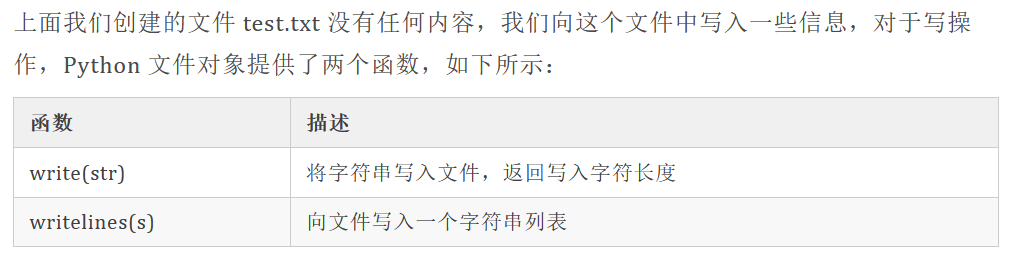 上面我们创建的文件 test.txt 没有任何内容，我们向这个文件中写入一些信息，对于写操
作，Python 文件对象提供了两个函数，如下所示：
函数 描述
write(str) 将字符串写入文件，返回写入字符长度
writelines(s) 向文件写入一个字符串列表